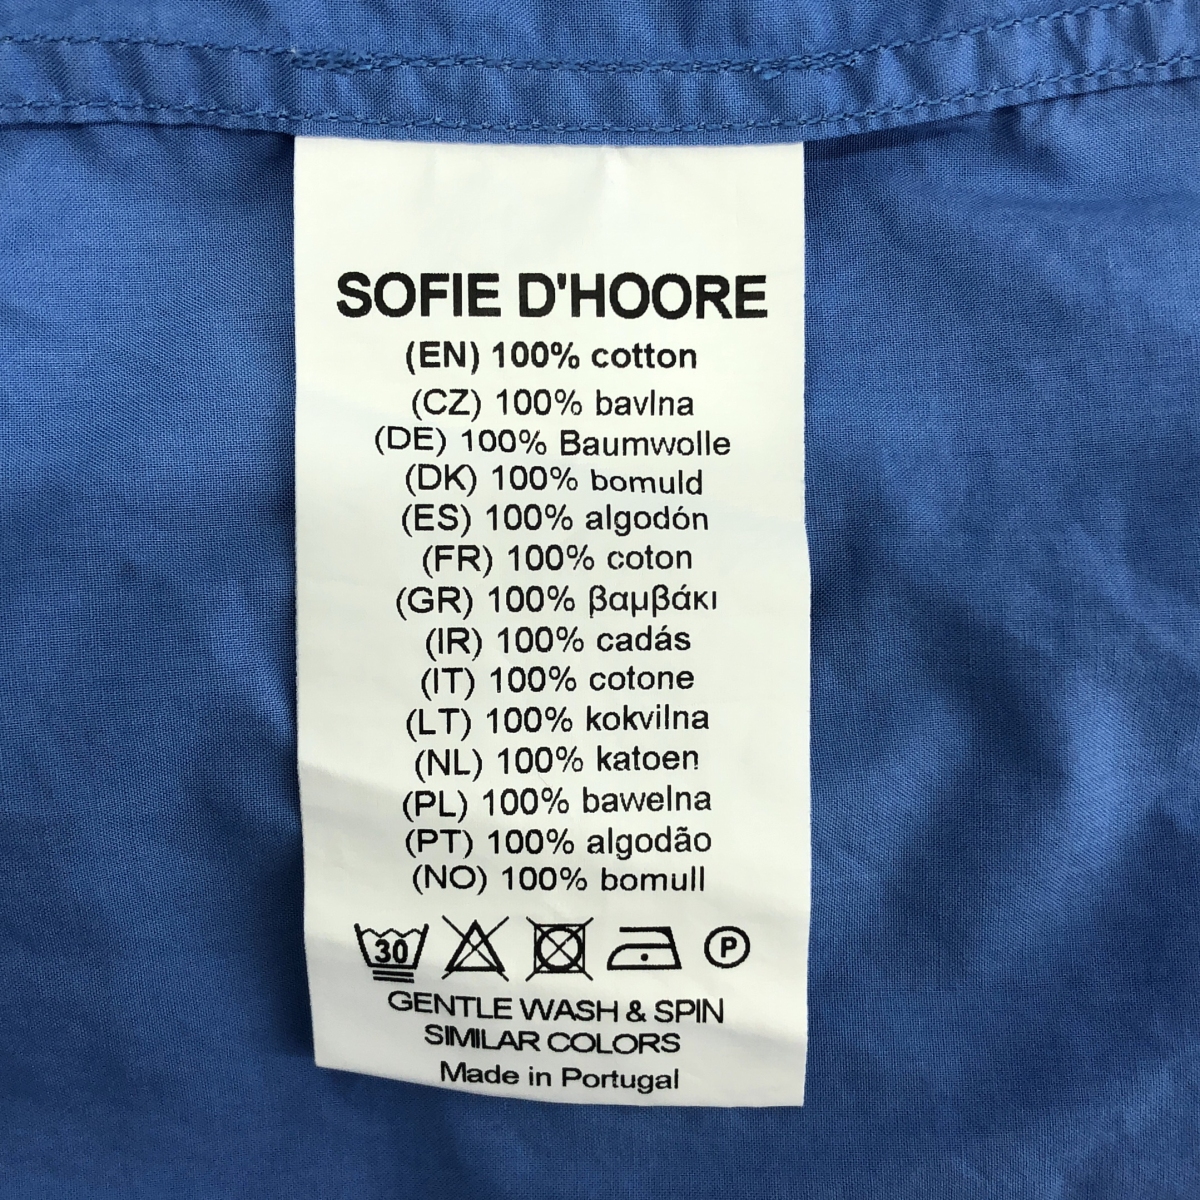 SOFIE D'HOORE
(EN) 100% cotton
(CZ) 100% bavlna
(DE) 100% Baumwolle
(DK) 100% bomuld
(ES) 100% algodón
(FR) 100% coton
(GR) 100% βαμβάκι
(IR) 100% cadás
(IT) 100% cotone
(LT) 100% kokvilna
(NL) 100% katoen
(PL) 100% bawelna
(PT) 100% algodão
(NO) 100% bomull
30 P
GENTLE WASH & SPIN
SIMILAR COLORS
Made in Portugal